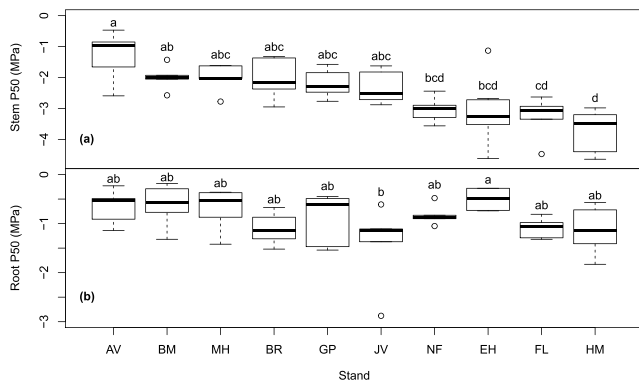 Stem P50 (MPa)
0
−1
−2
−3
−4
a
ab
abc
abc
abc
abc
bcd
bcd
cd
d
(a)
Root P50 (MPa)
0
−1
−2
−3
ab
ab
ab
ab
ab
b
ab
a
ab
ab
(b)
AV BM MH BR GP JV NF EH FL HM
Stand